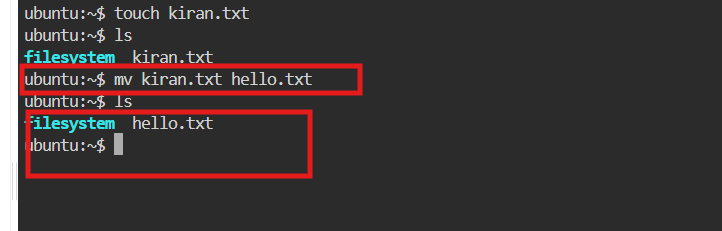 ubuntu:~$ touch kiran.txt
ubuntu:~$ ls
filesystem  kiran.txt
ubuntu:~$ mv kiran.txt hello.txt
ubuntu:~$ ls
filesystem  hello.txt
ubuntu:~$